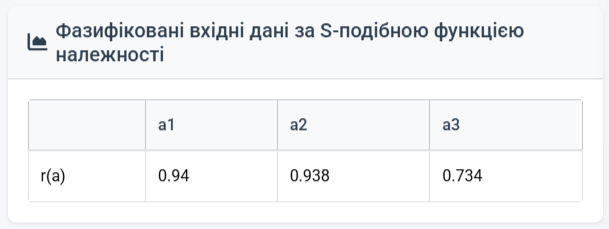 Фазифіковані вхідні дані за S-подібною функцією
належності
a1 a2 a3
r(a) 0.94 0.938 0.734